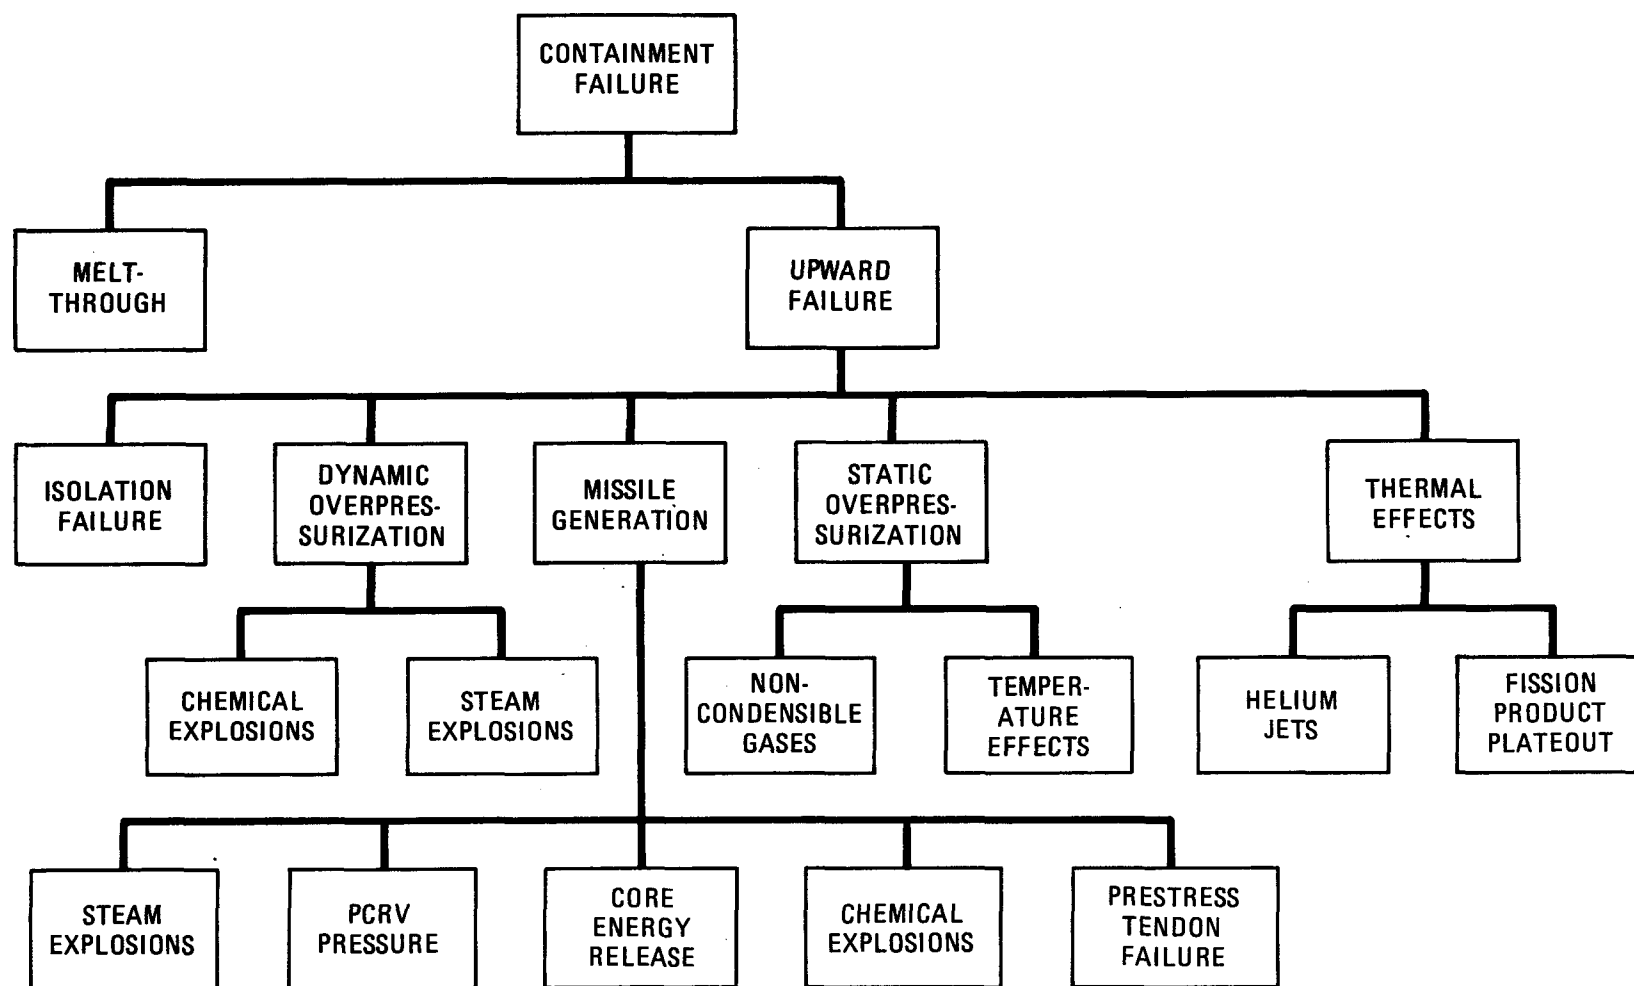 CONTAINMENT
FAILURE
MELT-
THROUGH
UPWARD
FAILURE
ISOLATION
FAILURE
DYNAMIC
OVERPRES-
SURIZATION
MISSILE
GENERATION
STATIC
OVERPRES-
SURIZATION
THERMAL
EFFECTS
CHEMICAL
EXPLOSIONS
STEAM
EXPLOSIONS
NON-
CONDENSIBLE
GASES
TEMPER-
ATURE
EFFECTS
HELIUM
JETS
FISSION
PRODUCT
PLATEOUT
STEAM
EXPLOSIONS
PCRV
PRESSURE
CORE
ENERGY
RELEASE
CHEMICAL
EXPLOSIONS
PRESTRESS
TENDON
FAILURE